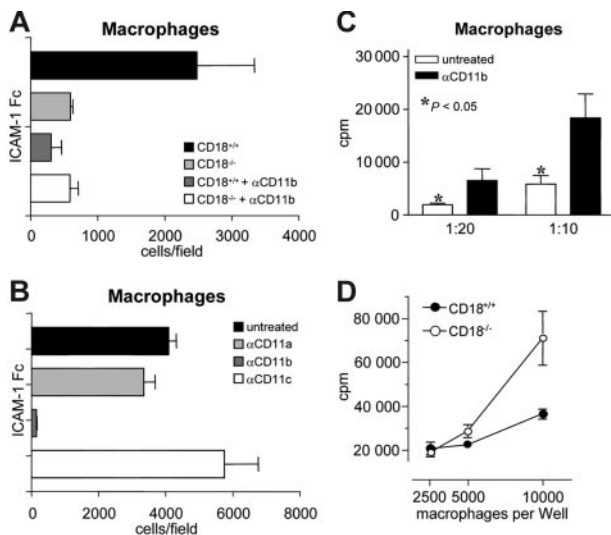 A
Macrophages
ICAM-1 Fc
CD18+/+
CD18-/-
CD18+/+ + αCD11b
CD18-/- + αCD11b
0 1000 2000 3000 4000
cells/field
B
Macrophages
ICAM-1 Fc
untreated
αCD11a
αCD11b
αCD11c
0 2000 4000 6000 8000
cells/field
C
Macrophages
cpm
30 000
20 000
10 000
0
untreated
αCD11b
* P < 0.05
* *
1:20 1:10
D
cpm
80 000
60 000
40 000
20 000
CD18+/+
CD18-/-
2500 5000 10000
macrophages per Well